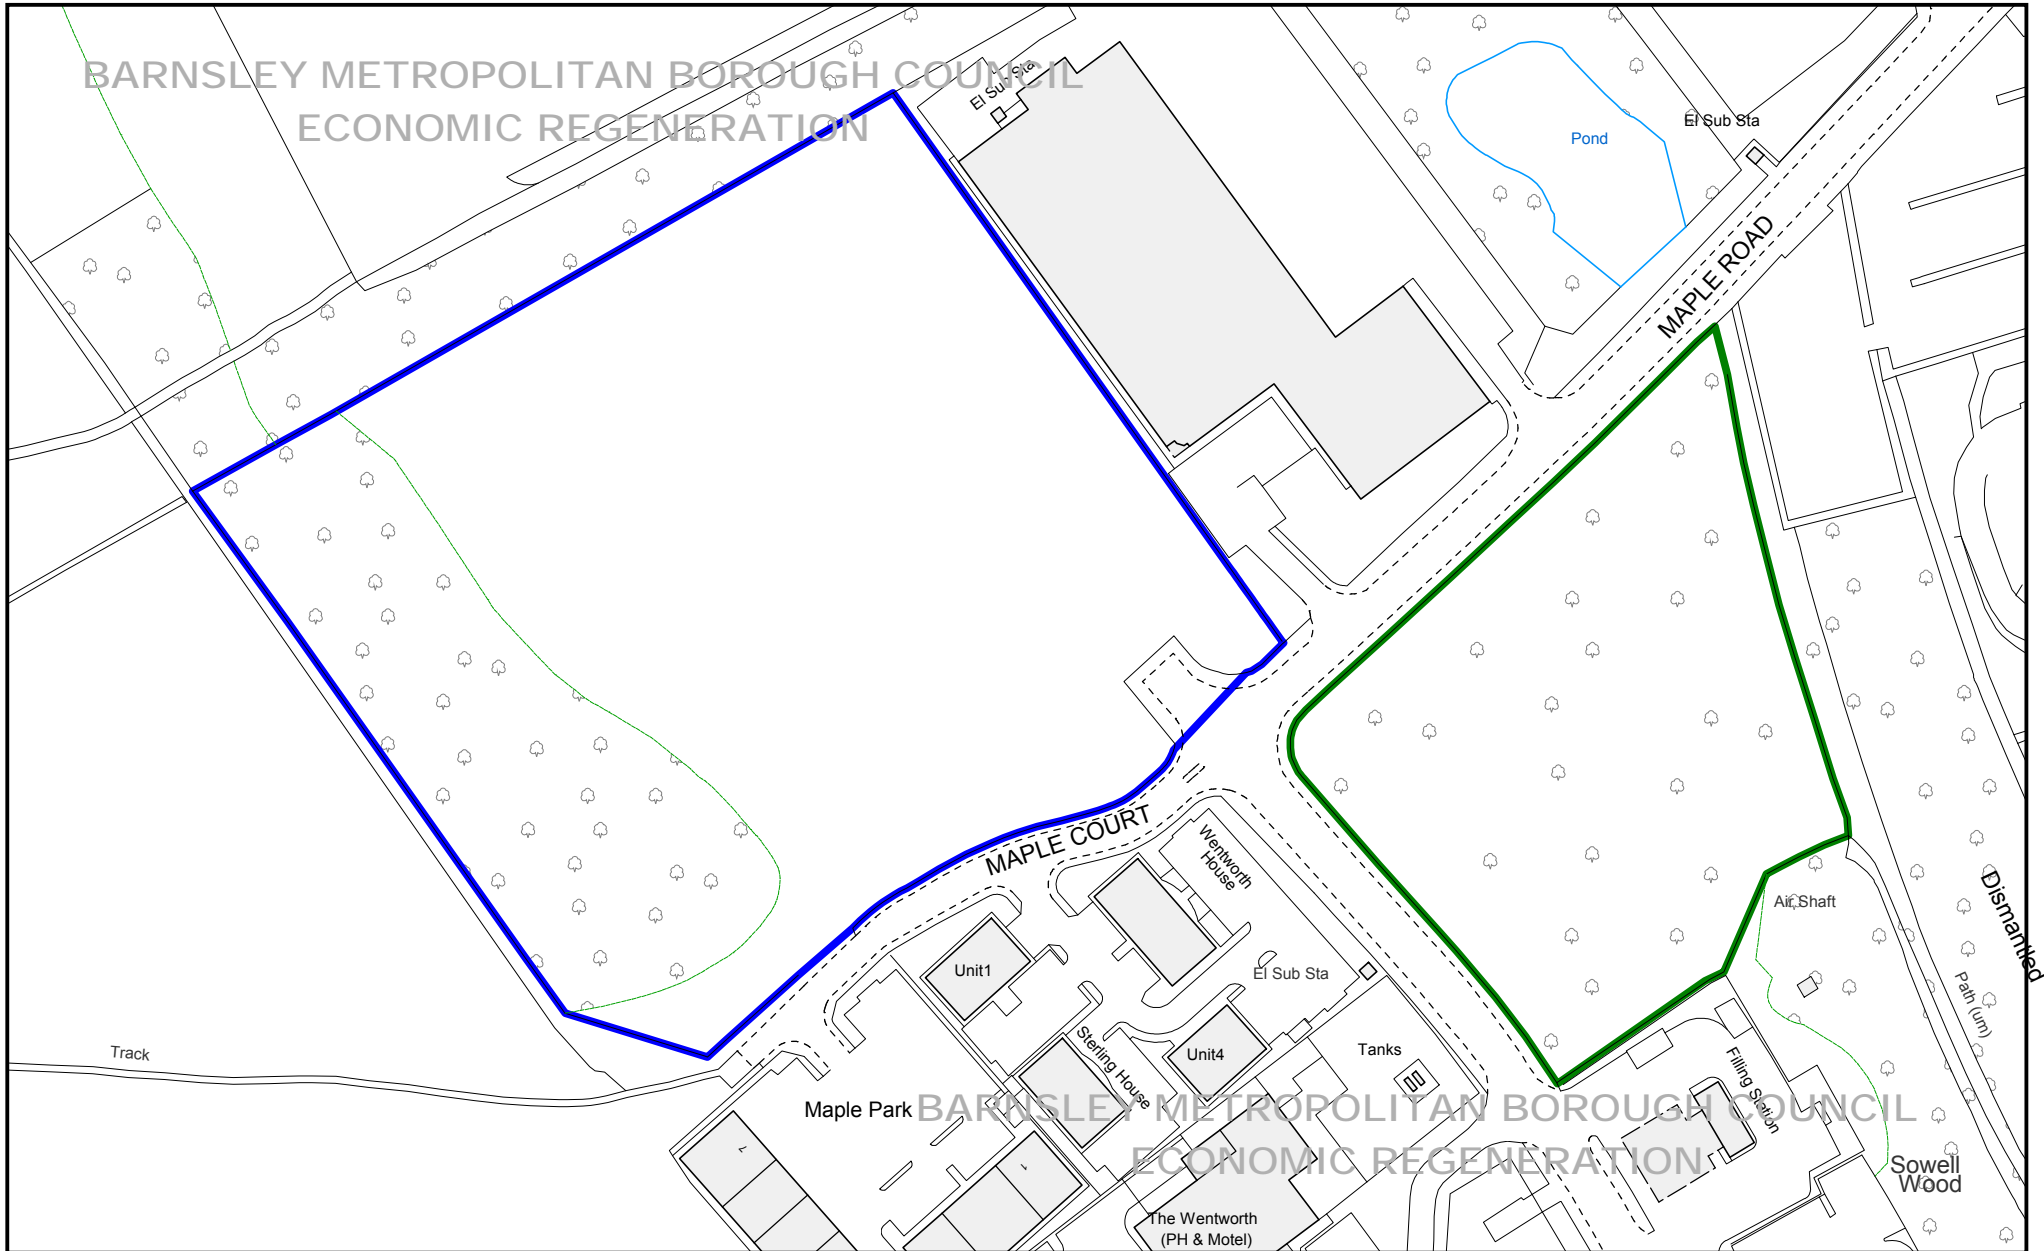 BARNSLEY METROPOLITAN BOROUGH COUNCIL
ECONOMIC REGENERATION
El Sub Sta
Pond
El Sub Sta
MAPLE ROAD
MAPLE COURT
Wentworth
House
Air Shaft
Dismantled
Unit1
El Sub Sta
Path (um)
Track
Sterling House
Unit4
Tanks
Filling Station
Maple Park
BARNSLEY METROPOLITAN BOROUGH COUNCIL
ECONOMIC REGENERATION
7
1
Sowell
Wood
The Wentworth
(PH & Motel)